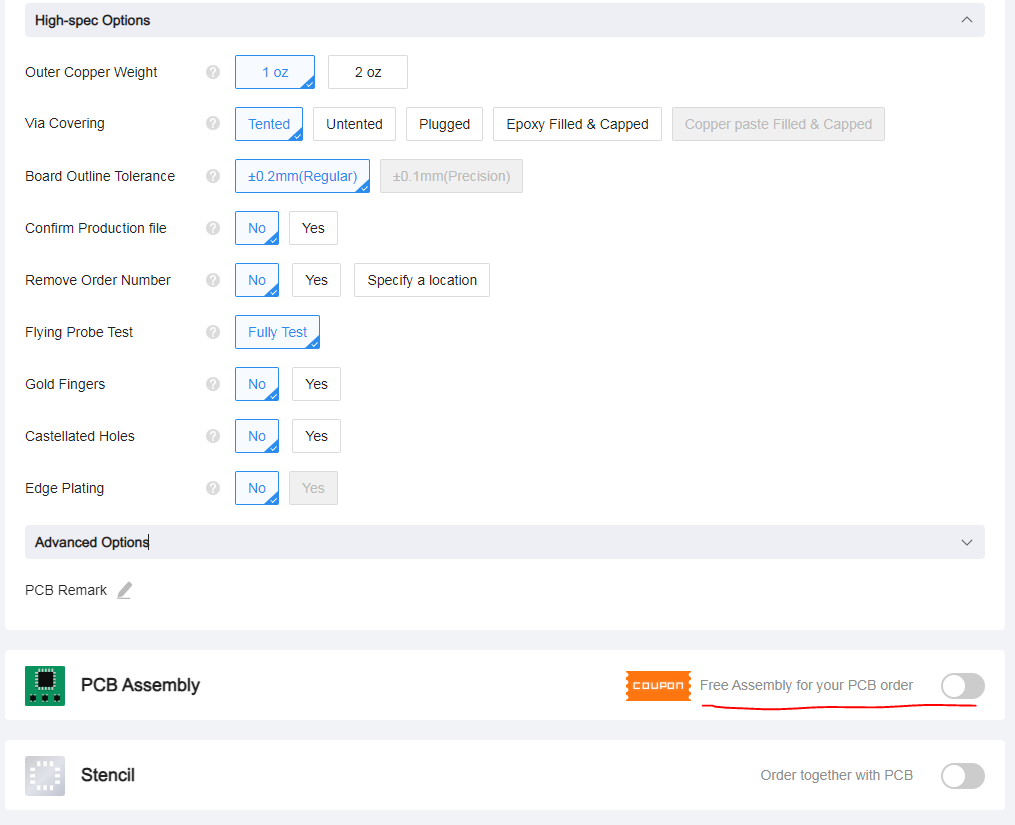 High-spec Options
Outer Copper Weight ? 1 oz 2 oz
Via Covering ? Tented Untented Plugged Epoxy Filled & Capped Copper paste Filled & Capped
Board Outline Tolerance ? ±0.2mm(Regular) ±0.1mm(Precision)
Confirm Production file ? No Yes
Remove Order Number ? No Yes Specify a location
Flying Probe Test ? Fully Test
Gold Fingers ? No Yes
Castellated Holes ? No Yes
Edge Plating ? No Yes
Advanced Options
PCB Remark
PCB Assembly COUPON Free Assembly for your PCB order
Stencil Order together with PCB